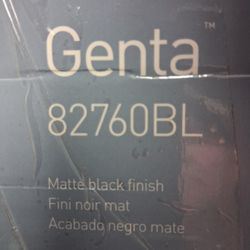 Genta™
82760BL
Matte black finish
Fini noir mat
Acabado negro mate